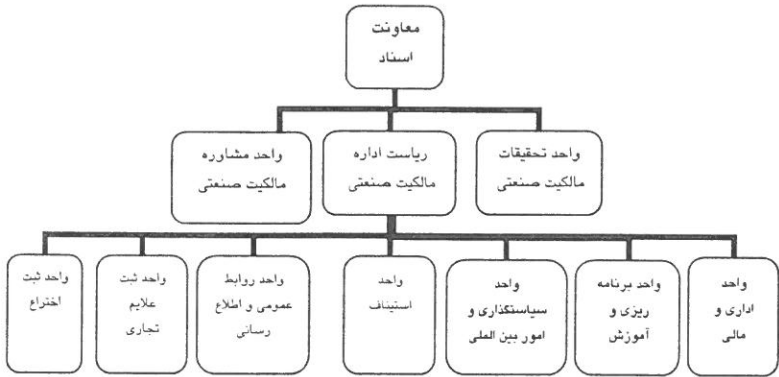 معاونت
اسناد
واحد تحقیقات
مالکیت صنعتی
ریاست اداره
مالکیت صنعتی
واحد مشاوره
مالکیت صنعتی
واحد
اداری و
مالی
واحد برنامه
ریزی و
آموزش
واحد
سیاستگذاری و
امور بین المللی
واحد
استیناف
واحد روابط
عمومی و اطلاع
رسانی
واحد ثبت
علایم
تجاری
واحد ثبت
اختراع